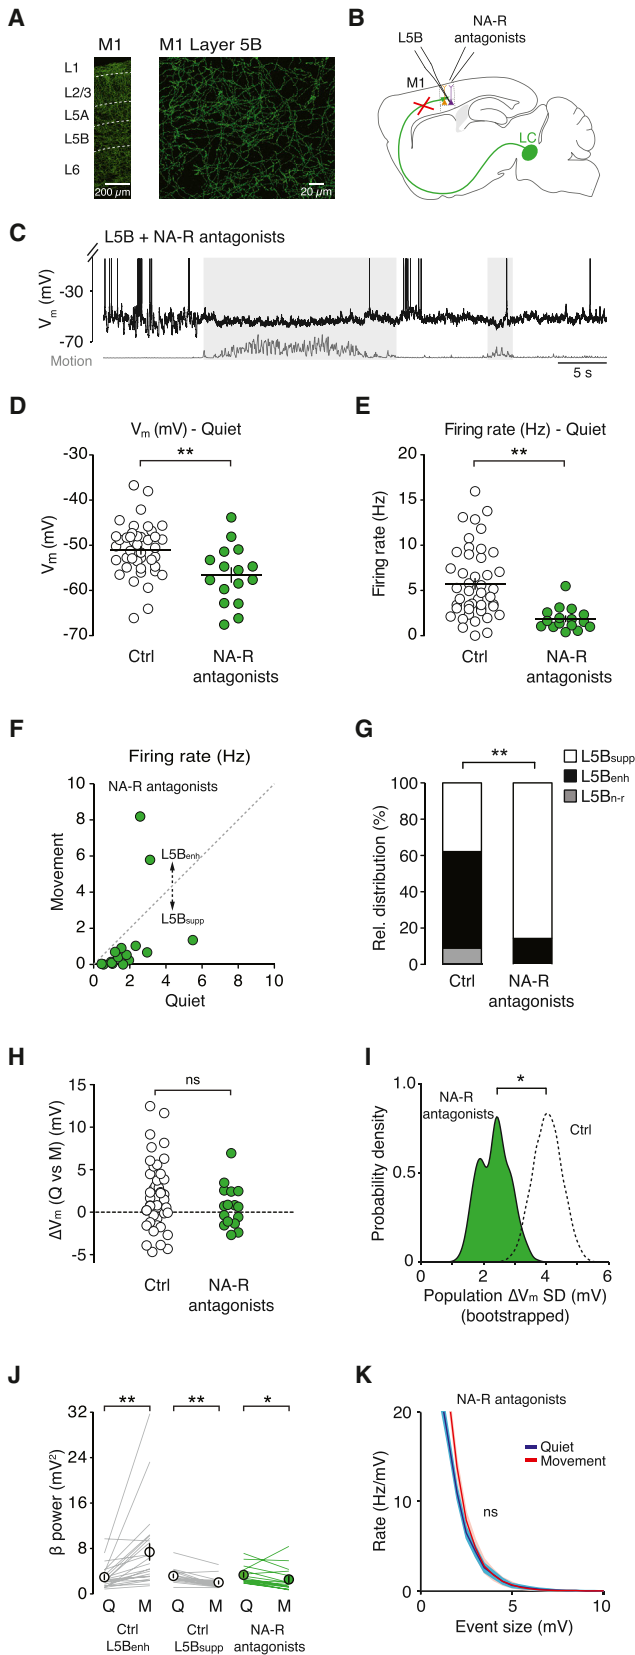 A
M1
M1 Layer 5B
L1
L2/3
L5A
L5B
L6
200 µm
20 µm
B
NA-R
antagonists
L5B
M1
LC
C
L5B + NA-R antagonists
Vm (mV)
-30
-70
Motion
5 s
D
Vm (mV) - Quiet
**
Vm (mV)
-30
-40
-50
-60
-70
Ctrl
NA-R
antagonists
E
Firing rate (Hz) - Quiet
**
Firing rate (Hz)
20
15
10
5
0
Ctrl
NA-R
antagonists
F
Firing rate (Hz)
NA-R antagonists
Movement
10
8
6
4
2
0
L5Benh
L5Bsupp
0 2 4 6 8 10
Quiet
G
**
L5Bsupp
L5Benh
L5Bn-r
Rel. distribution (%)
100
80
60
40
20
0
Ctrl
NA-R
antagonists
H
ns
ΔVm (Q vs M) (mV)
15
10
5
0
-5
Ctrl
NA-R
antagonists
I
*
NA-R
antagonists
Ctrl
Probability density
1.0
0.5
0
0 2 4 6
Population ΔVm SD (mV)
(bootstrapped)
J
** ** *
β power (mV²)
32
24
16
8
0
Q M Q M Q M
Ctrl
L5Benh
Ctrl
L5Bsupp
NA-R
antagonists
K
NA-R antagonists
Quiet
Movement
ns
Rate (Hz/mV)
20
10
0
0 5 10
Event size (mV)